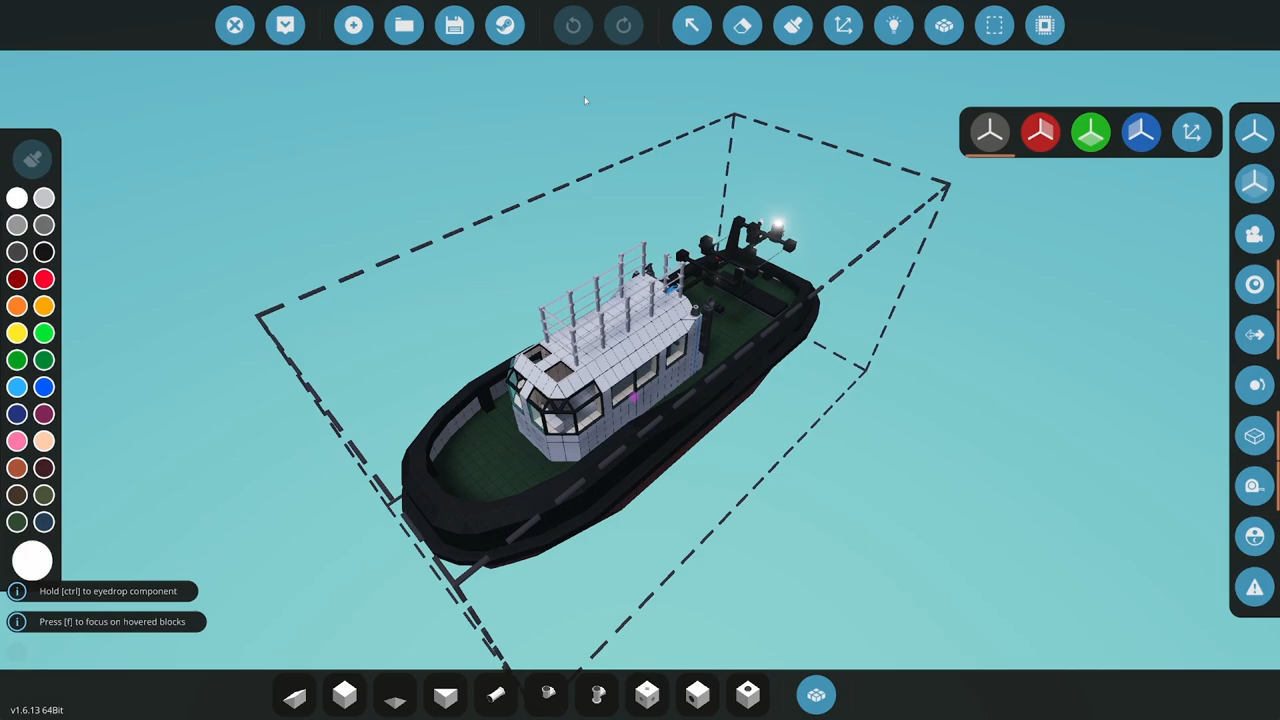 Hold [ctrl] to eyedrop component
Press [f] to focus on hovered blocks
v1.6.13 64Bit